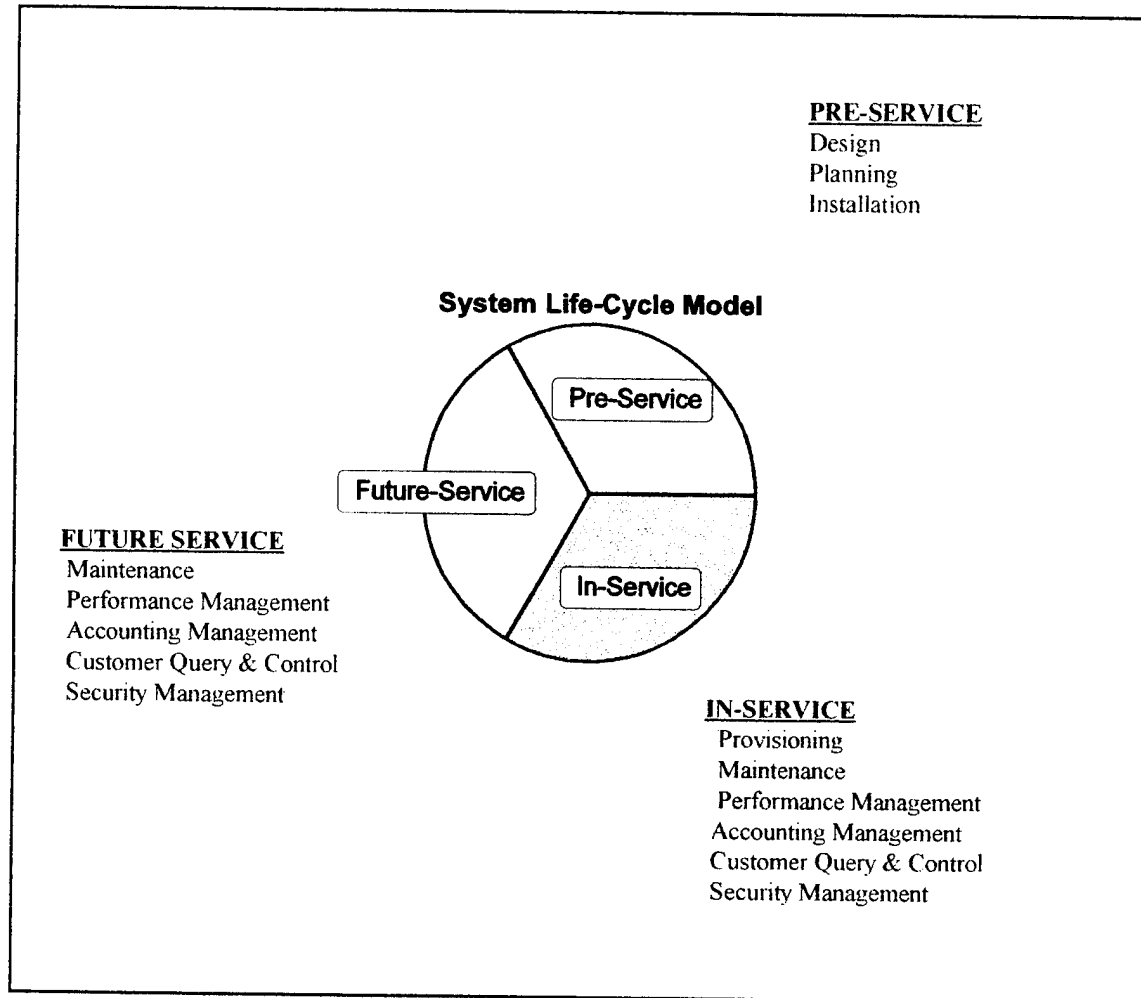 PRE-SERVICE
Design
Planning
Installation
System Life-Cycle Model
Pre-Service
Future-Service
In-Service
FUTURE SERVICE
Maintenance
Performance Management
Accounting Management
Customer Query & Control
Security Management
IN-SERVICE
Provisioning
Maintenance
Performance Management
Accounting Management
Customer Query & Control
Security Management